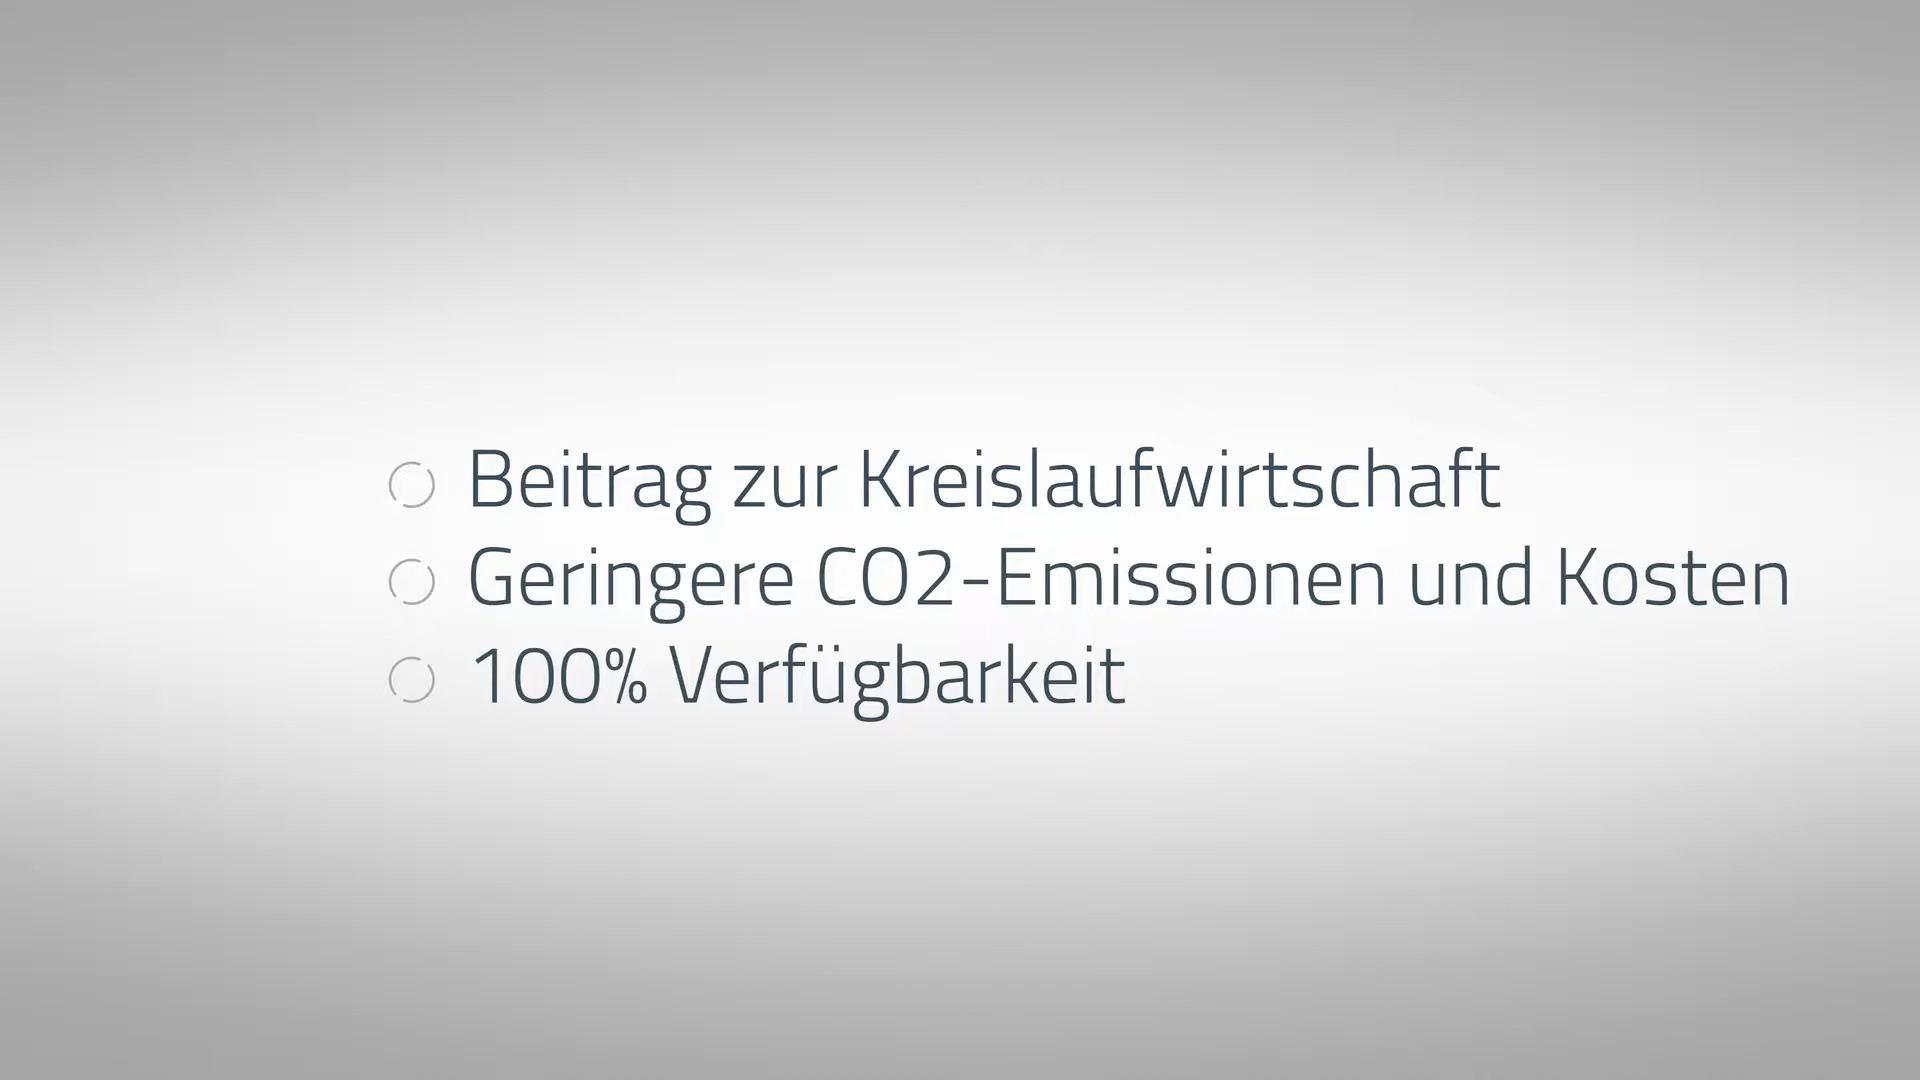 Beitrag zur Kreislaufwirtschaft
Geringere CO2-Emissionen und Kosten
100% Verfügbarkeit